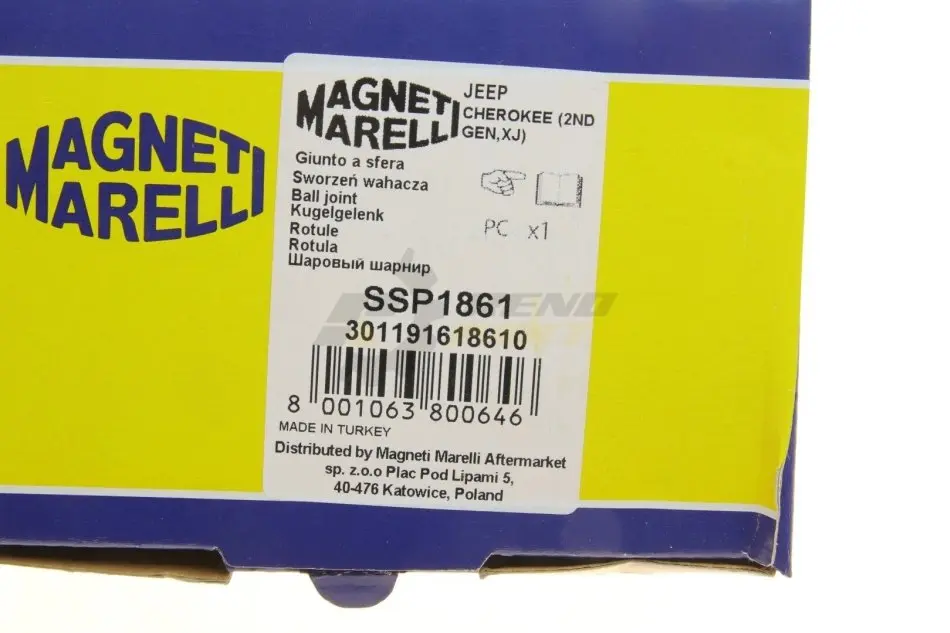 MAGNETI
MARELLI
MAGNETI
MARELLI
JEEP
CHEROKEE (2ND
GEN,XJ)
Giunto a sfera
Sworzeń wahacza
Ball joint
Kugelgelenk
Rotule
Rotula
Шаровый шарнир
PC x1
SSP1861
301191618610
8 001063 800646
MADE IN TURKEY
Distributed by Magneti Marelli Aftermarket
sp. z.o.o Plac Pod Lipami 5,
40-476 Katowice, Poland